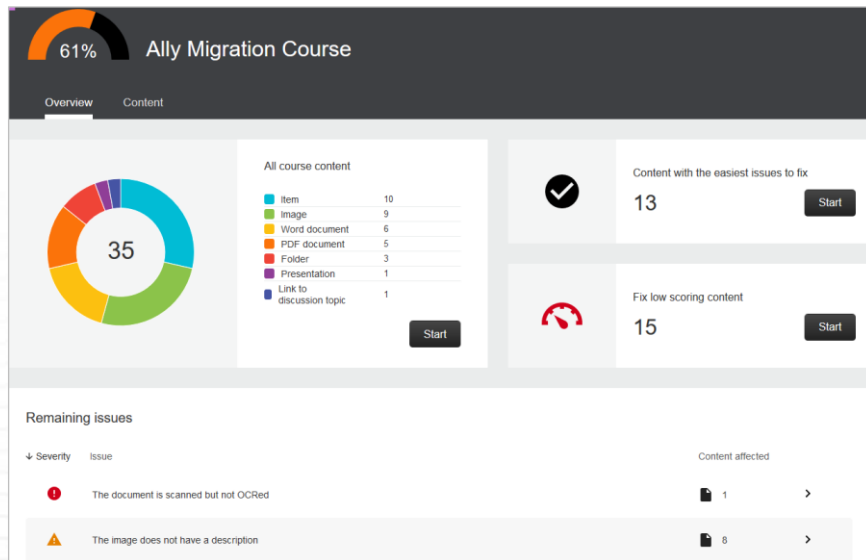 61%
Ally Migration Course
Overview
Content
35
All course content
Item 10
Image 9
Word document 6
PDF document 5
Folder 3
Presentation 1
Link to
discussion topic 1
Start
Content with the easiest issues to fix
13
Start
Fix low scoring content
15
Start
Remaining issues
Severity Issue Content affected
The document is scanned but not OCRed 1
The image does not have a description 8